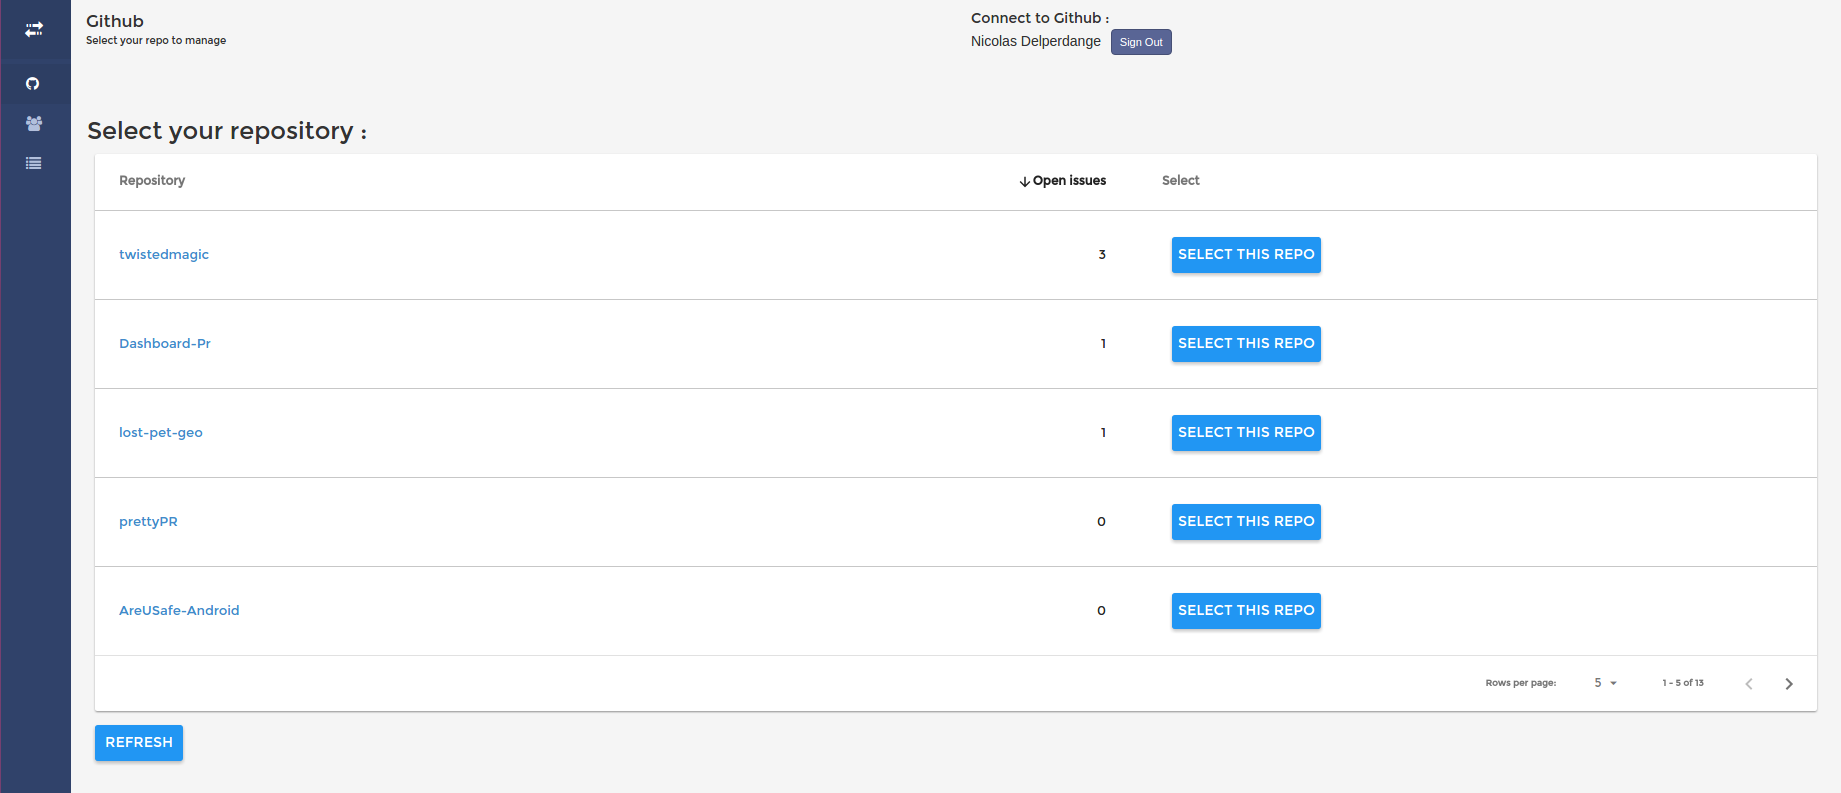 Github
Select your repo to manage
Connect to Github :
Nicolas Delperdange Sign Out
Select your repository :
Repository Open issues Select
twistedmagic 3 SELECT THIS REPO
Dashboard-Pr 1 SELECT THIS REPO
lost-pet-geo 1 SELECT THIS REPO
prettyPR 0 SELECT THIS REPO
AreUSafe-Android 0 SELECT THIS REPO
Rows per page: 5 1 - 5 of 13
REFRESH